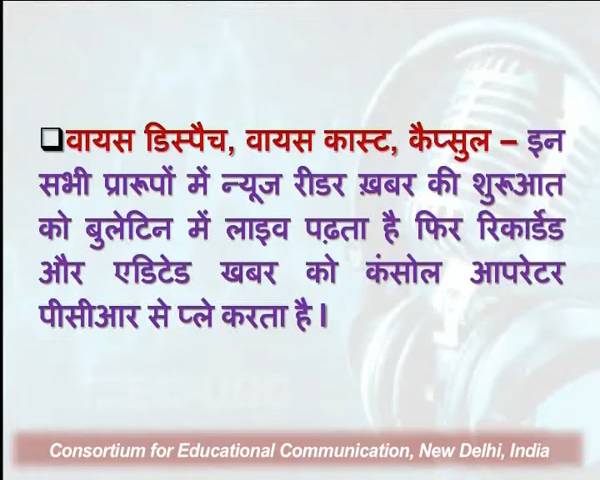 ❑वायस डिस्पैच, वायस कास्ट, कैप्सुल – इन
सभी प्रारूपों में न्यूज रीडर ख़बर की शुरूआत
को बुलेटिन में लाइव पढ़ता है फिर रिकार्डेड
और एडिटेड खबर को कंसोल आपरेटर
पीसीआर से प्ले करता है।
Consortium for Educational Communication, New Delhi, India